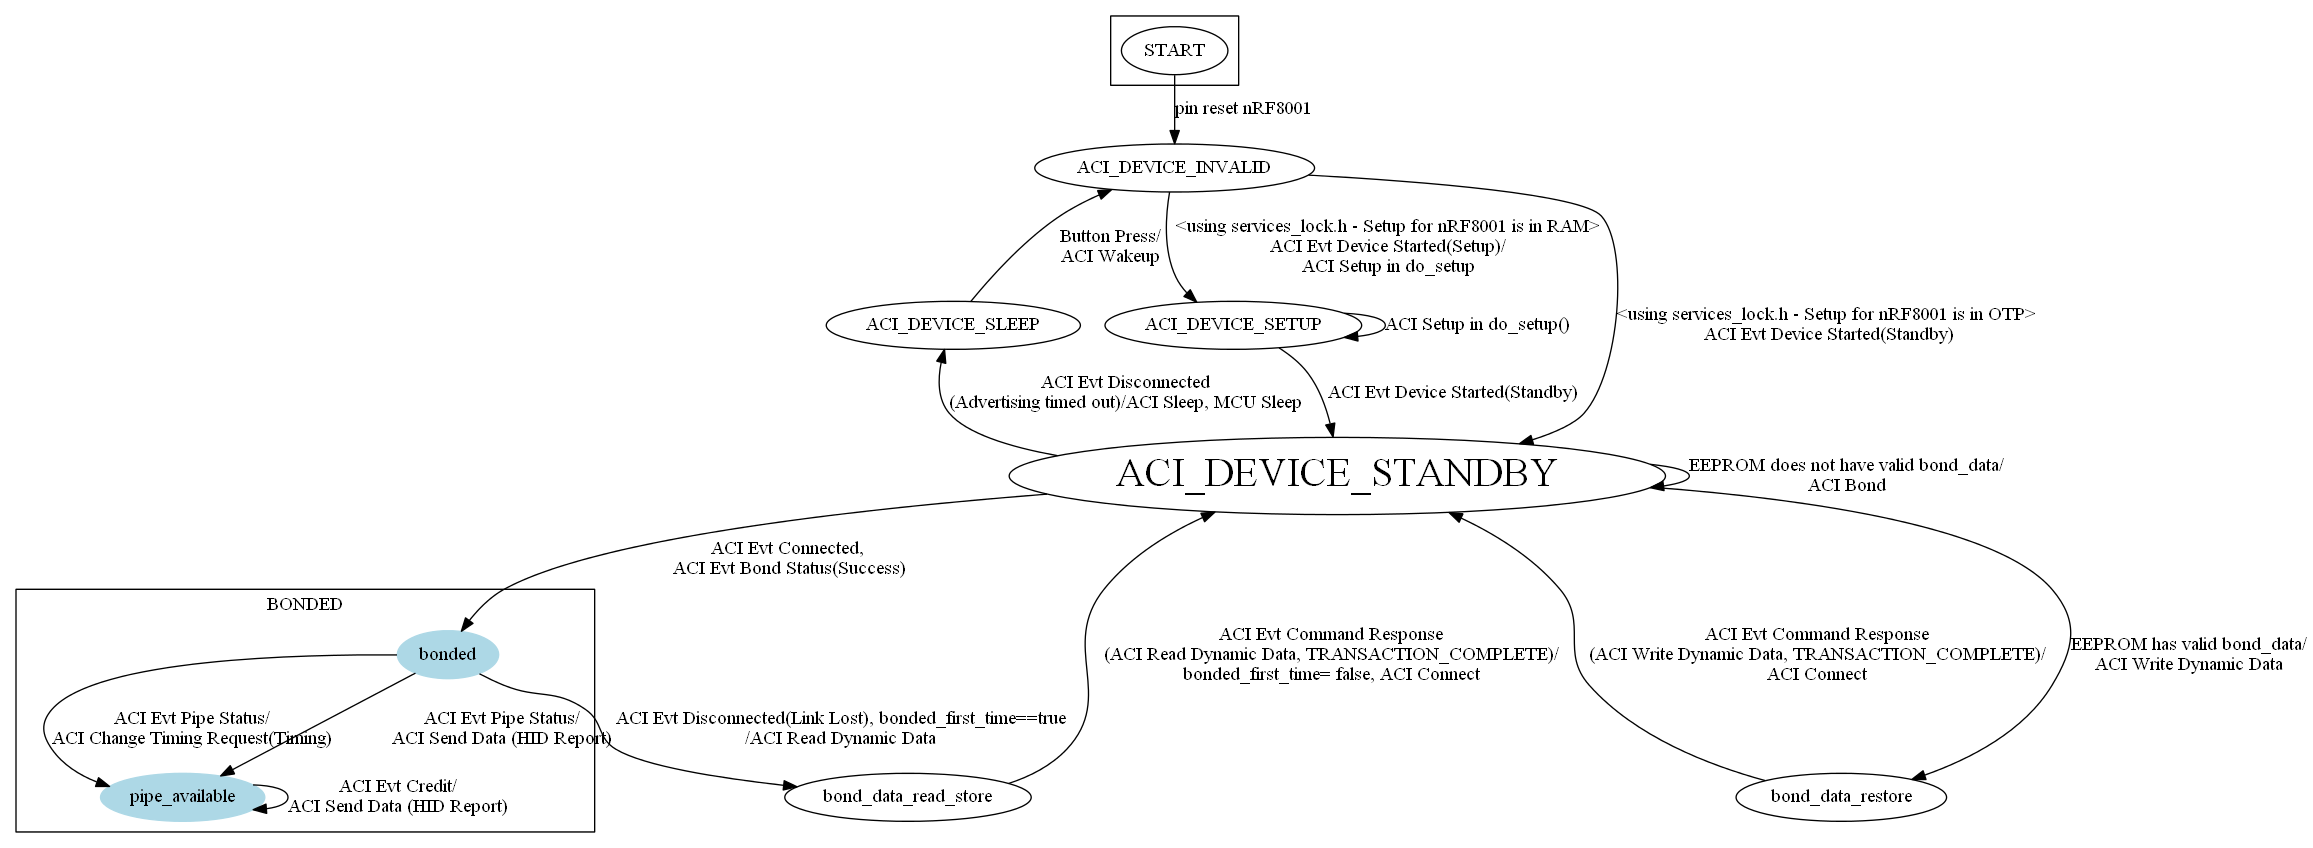 START
pin reset nRF8001
ACI_DEVICE_INVALID
Button Press/
ACI Wakeup
<using services_lock.h - Setup for nRF8001 is in RAM>
ACI Evt Device Started(Setup)/
ACI Setup in do_setup
<using services_lock.h - Setup for nRF8001 is in OTP>
ACI Evt Device Started(Standby)
ACI_DEVICE_SLEEP
ACI_DEVICE_SETUP
ACI Setup in do_setup()
ACI Evt Disconnected
(Advertising timed out)/ACI Sleep, MCU Sleep
ACI Evt Device Started(Standby)
ACI_DEVICE_STANDBY
EEPROM does not have valid bond_data/
ACI Bond
ACI Evt Connected,
ACI Evt Bond Status(Success)
BONDED
bonded
ACI Evt Command Response
(ACI Read Dynamic Data, TRANSACTION_COMPLETE)/
bonded_first_time= false, ACI Connect
ACI Evt Command Response
(ACI Write Dynamic Data, TRANSACTION_COMPLETE)/
ACI Connect
EEPROM has valid bond_data/
ACI Write Dynamic Data
ACI Evt Pipe Status/
ACI Change Timing Request(Timing)
ACI Evt Pipe Status/
ACI Send Data (HID Report)
ACI Evt Disconnected(Link Lost), bonded_first_time==true
/ACI Read Dynamic Data
pipe_available
ACI Evt Credit/
ACI Send Data (HID Report)
bond_data_read_store
bond_data_restore